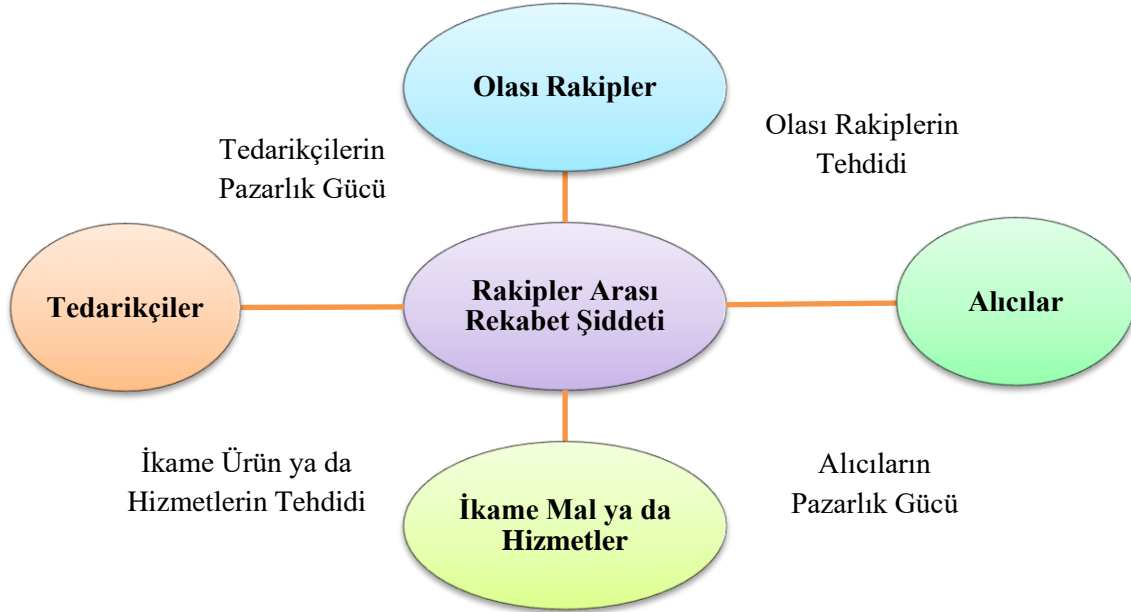 Olası Rakipler
Olası Rakiplerin
Tehdidi
Tedarikçilerin
Pazarlık Gücü
Tedarikçiler
Rakipler Arası
Rekabet Şiddeti
Alıcılar
İkame Ürün ya da
Hizmetlerin Tehdidi
Alıcıların
Pazarlık Gücü
İkame Mal ya da
Hizmetler